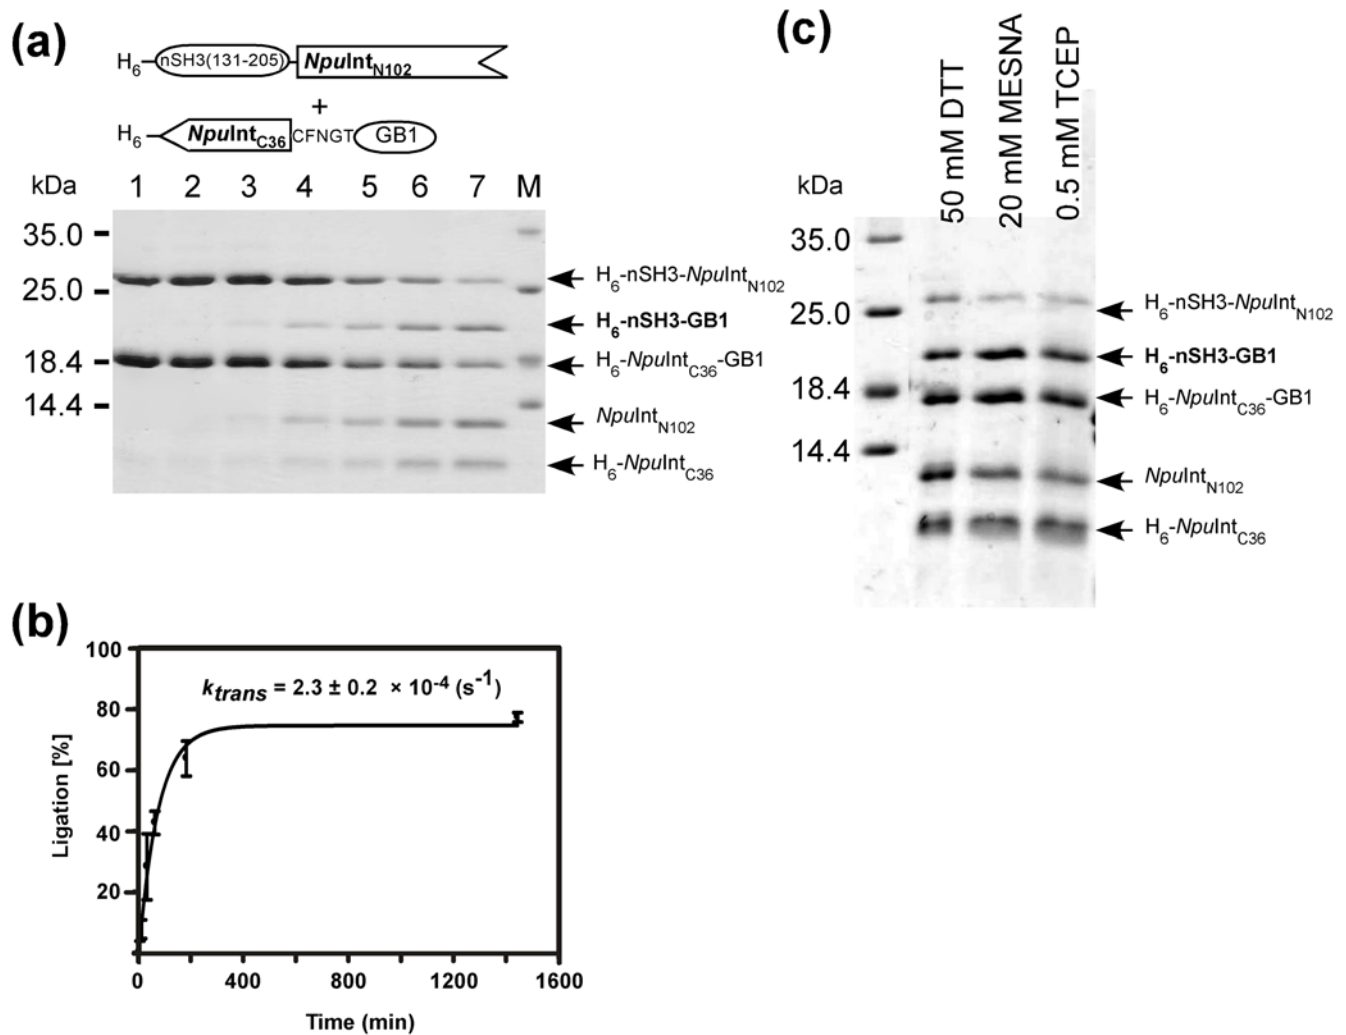 (a)
H6 nSH3(131-205) NpuIntN102
+
H6 NpuIntC36 CFNGT GB1
kDa 1 2 3 4 5 6 7 M
35.0
25.0
18.4
14.4
H6-nSH3-NpuIntN102
H6-nSH3-GB1
H6-NpuIntC36-GB1
NpuIntN102
H6-NpuIntC36
(b)
100
80
60
40
20
Ligation [%]
ktrans = 2.3 ± 0.2 × 10-4 (s-1)
0 400 800 1200 1600
Time (min)
(c)
50 mM DTT
20 mM MESNA
0.5 mM TCEP
kDa
35.0
25.0
18.4
14.4
H6-nSH3-NpuIntN102
H6-nSH3-GB1
H6-NpuIntC36-GB1
NpuIntN102
H6-NpuIntC36